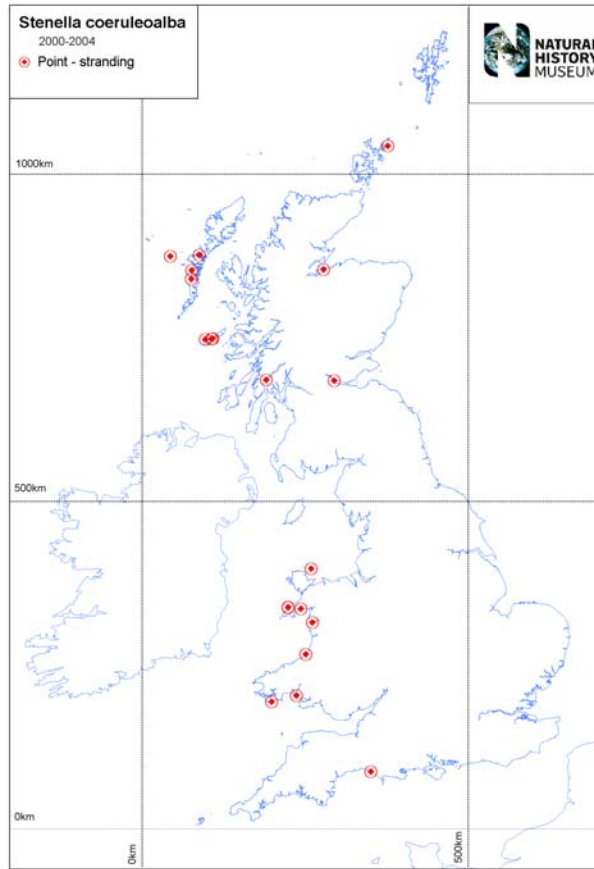 Stenella coeruleoalba
2000-2004
Point - stranding
NATURAL
HISTORY
MUSEUM
1000km
500km
0km
0km
500km